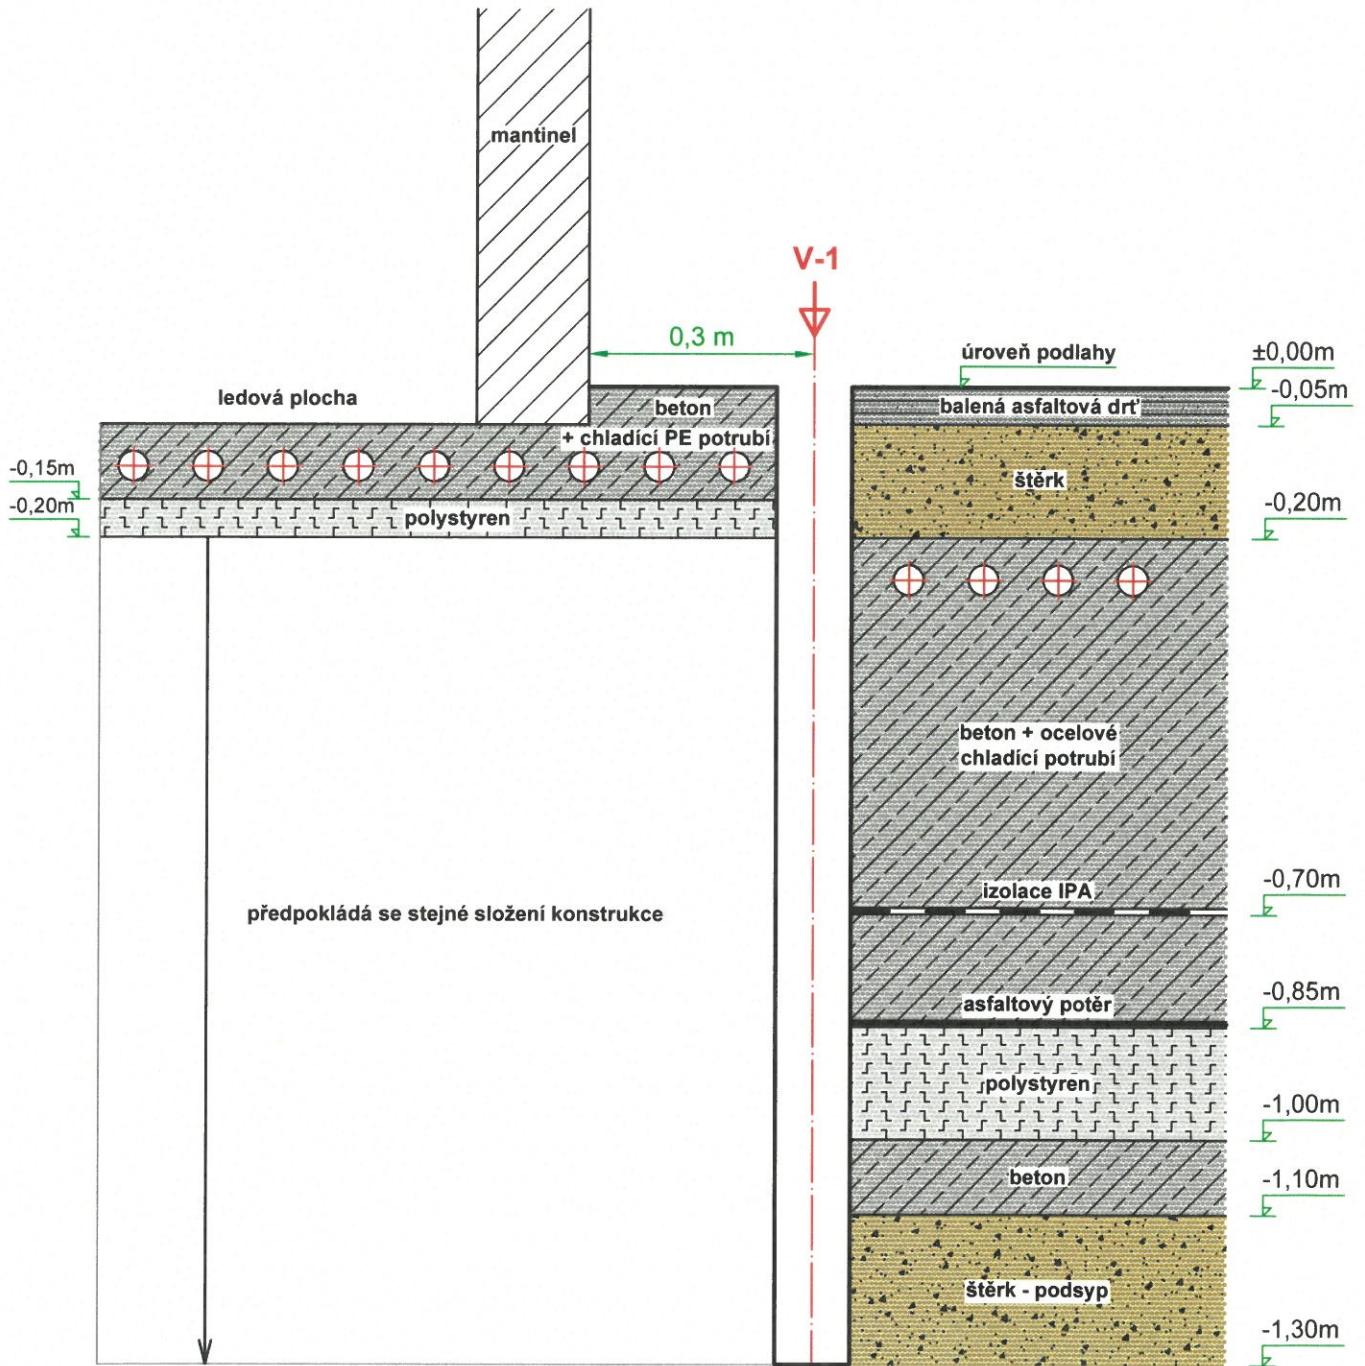 mantinel
V-1
0,3 m
úroveň podlahy
±0,00m
-0,05m
ledová plocha
beton
+ chladící PE potrubí
balená asfaltová drť
-0,15m
-0,20m
polystyren
štěrk
-0,20m
beton + ocelové
chladící potrubí
předpokládá se stejné složení konstrukce
izolace IPA
-0,70m
asfaltový potěr
-0,85m
polystyren
-1,00m
beton
-1,10m
štěrk - podsyp
-1,30m